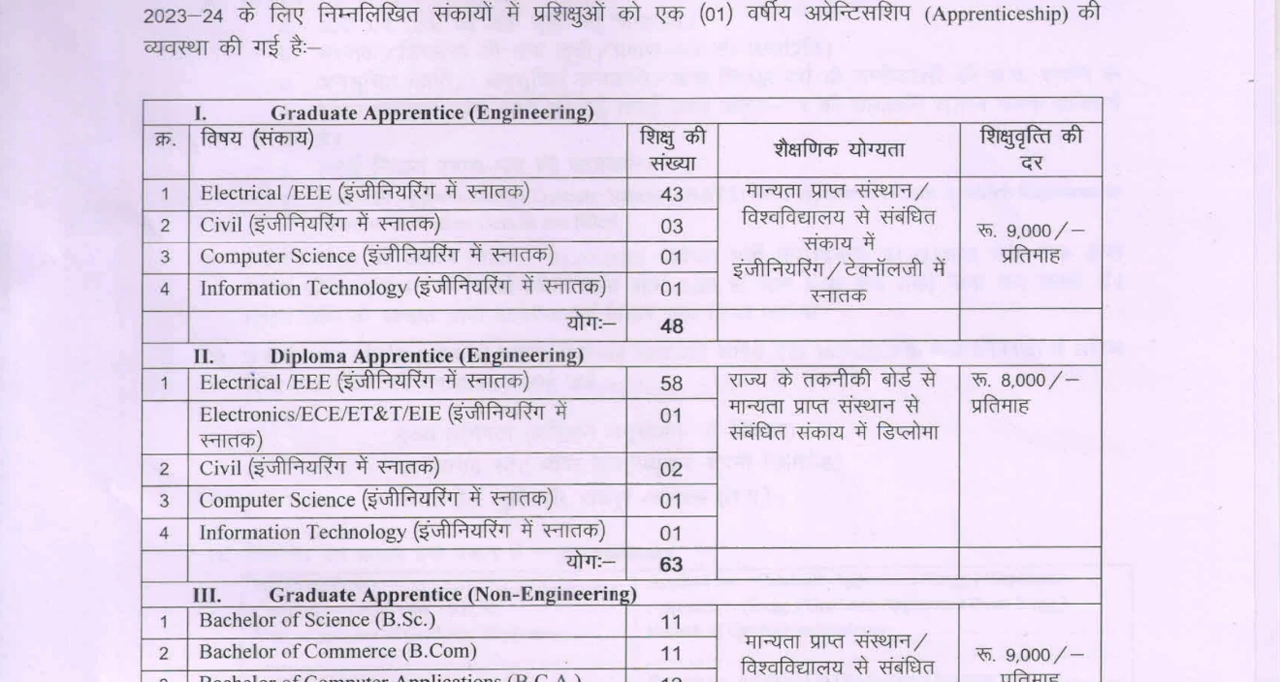 2023–24 के लिए निम्नलिखित संकायों में प्रशिक्षुओं को एक (01) वर्षीय अप्रेन्टिसशिप (Apprenticeship) की
व्यवस्था की गई हैः–
I. Graduate Apprentice (Engineering)
क्र. विषय (संकाय) शिक्षु की संख्या शैक्षणिक योग्यता शिक्षुवृत्ति की दर
1 Electrical /EEE (इंजीनियरिंग में स्नातक) 43
2 Civil (इंजीनियरिंग में स्नातक) 03
3 Computer Science (इंजीनियरिंग में स्नातक) 01
4 Information Technology (इंजीनियरिंग में स्नातक) 01
मान्यता प्राप्त संस्थान/
विश्वविद्यालय से संबंधित
संकाय में
इंजीनियरिंग/टेक्नॉलजी में
स्नातक
रू. 9,000/–
प्रतिमाह
योगः– 48
II. Diploma Apprentice (Engineering)
1 Electrical /EEE (इंजीनियरिंग में स्नातक) 58
Electronics/ECE/ET&T/EIE (इंजीनियरिंग में 01
स्नातक)
2 Civil (इंजीनियरिंग में स्नातक) 02
3 Computer Science (इंजीनियरिंग में स्नातक) 01
4 Information Technology (इंजीनियरिंग में स्नातक) 01
राज्य के तकनीकी बोर्ड से
मान्यता प्राप्त संस्थान से
संबंधित संकाय में डिप्लोमा
रू. 8,000/–
प्रतिमाह
योगः– 63
III. Graduate Apprentice (Non-Engineering)
1 Bachelor of Science (B.Sc.) 11
2 Bachelor of Commerce (B.Com) 11
Bachelor of Computer Applications (B.C.A.)
मान्यता प्राप्त संस्थान/
विश्वविद्यालय से संबंधित
रू. 9,000/–
प्रतिमाह